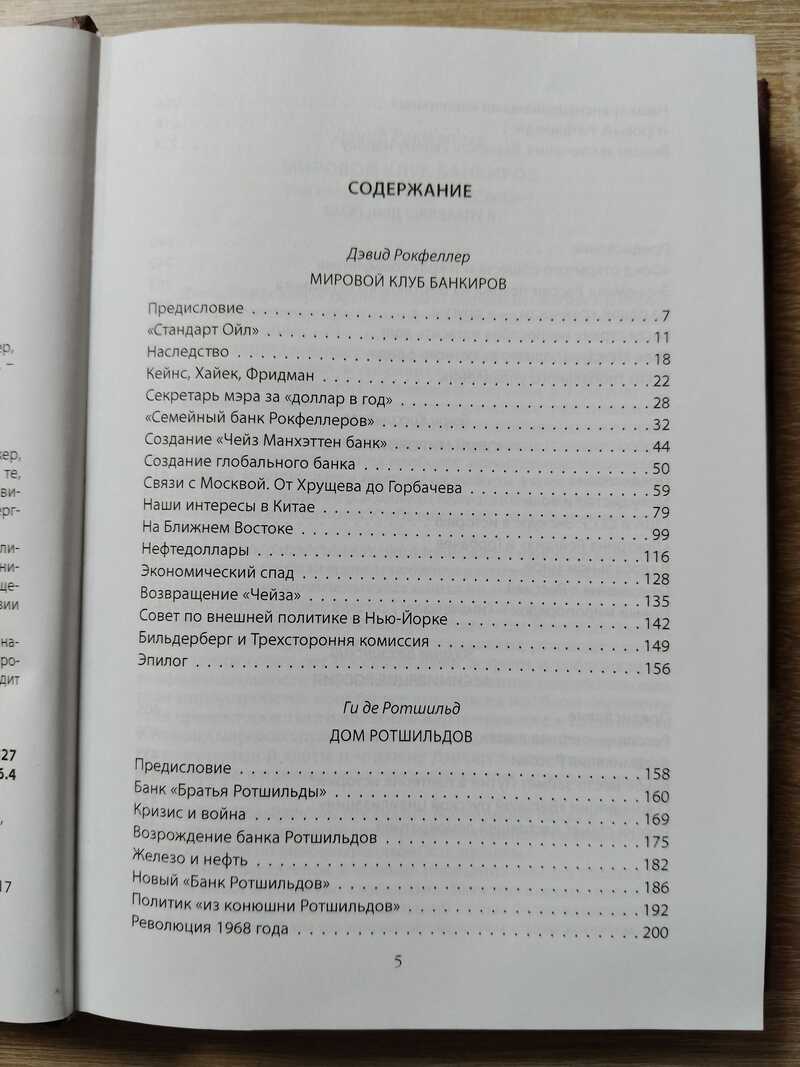 СОДЕРЖАНИЕ
Дэвид Рокфеллер
МИРОВОЙ КЛУБ БАНКИРОВ
Предисловие . . . . . . . . . . . . . . . . . . . . 7
«Стандарт Ойл» . . . . . . . . . . . . . . . . . . . . 11
Наследство . . . . . . . . . . . . . . . . . . . . 18
Кейнс, Хайек, Фридман . . . . . . . . . . . . . . . . . . . . 22
Секретарь мэра за «доллар в год» . . . . . . . . . . . . . . . . . . . . 28
«Семейный банк Рокфеллеров» . . . . . . . . . . . . . . . . . . . . 32
Создание «Чейз Манхэттен банк» . . . . . . . . . . . . . . . . . . . . 44
Создание глобального банка . . . . . . . . . . . . . . . . . . . . 50
Связи с Москвой. От Хрущева до Горбачева . . . . . . . . . . . . . . . 59
Наши интересы в Китае . . . . . . . . . . . . . . . . . . . . 79
На Ближнем Востоке . . . . . . . . . . . . . . . . . . . . 99
Нефтедоллары . . . . . . . . . . . . . . . . . . . . 116
Экономический спад . . . . . . . . . . . . . . . . . . . . 128
Возвращение «Чейза» . . . . . . . . . . . . . . . . . . . . 135
Совет по внешней политике в Нью-Йорке . . . . . . . . . . . . . . . . 142
Бильдерберг и Трехстороння комиссия . . . . . . . . . . . . . . . . . 149
Эпилог . . . . . . . . . . . . . . . . . . . . 156
Ги де Ротшильд
ДОМ РОТШИЛЬДОВ
Предисловие . . . . . . . . . . . . . . . . . . . . 158
Банк «Братья Ротшильды» . . . . . . . . . . . . . . . . . . . . 160
Кризис и война . . . . . . . . . . . . . . . . . . . . 169
Возрождение банка Ротшильдов . . . . . . . . . . . . . . . . . . . . 175
Железо и нефть . . . . . . . . . . . . . . . . . . . . 182
Новый «Банк Ротшильдов» . . . . . . . . . . . . . . . . . . . . 186
Политик «из конюшни Ротшильдов» . . . . . . . . . . . . . . . . . . . . 192
Революция 1968 года . . . . . . . . . . . . . . . . . . . . 200
5